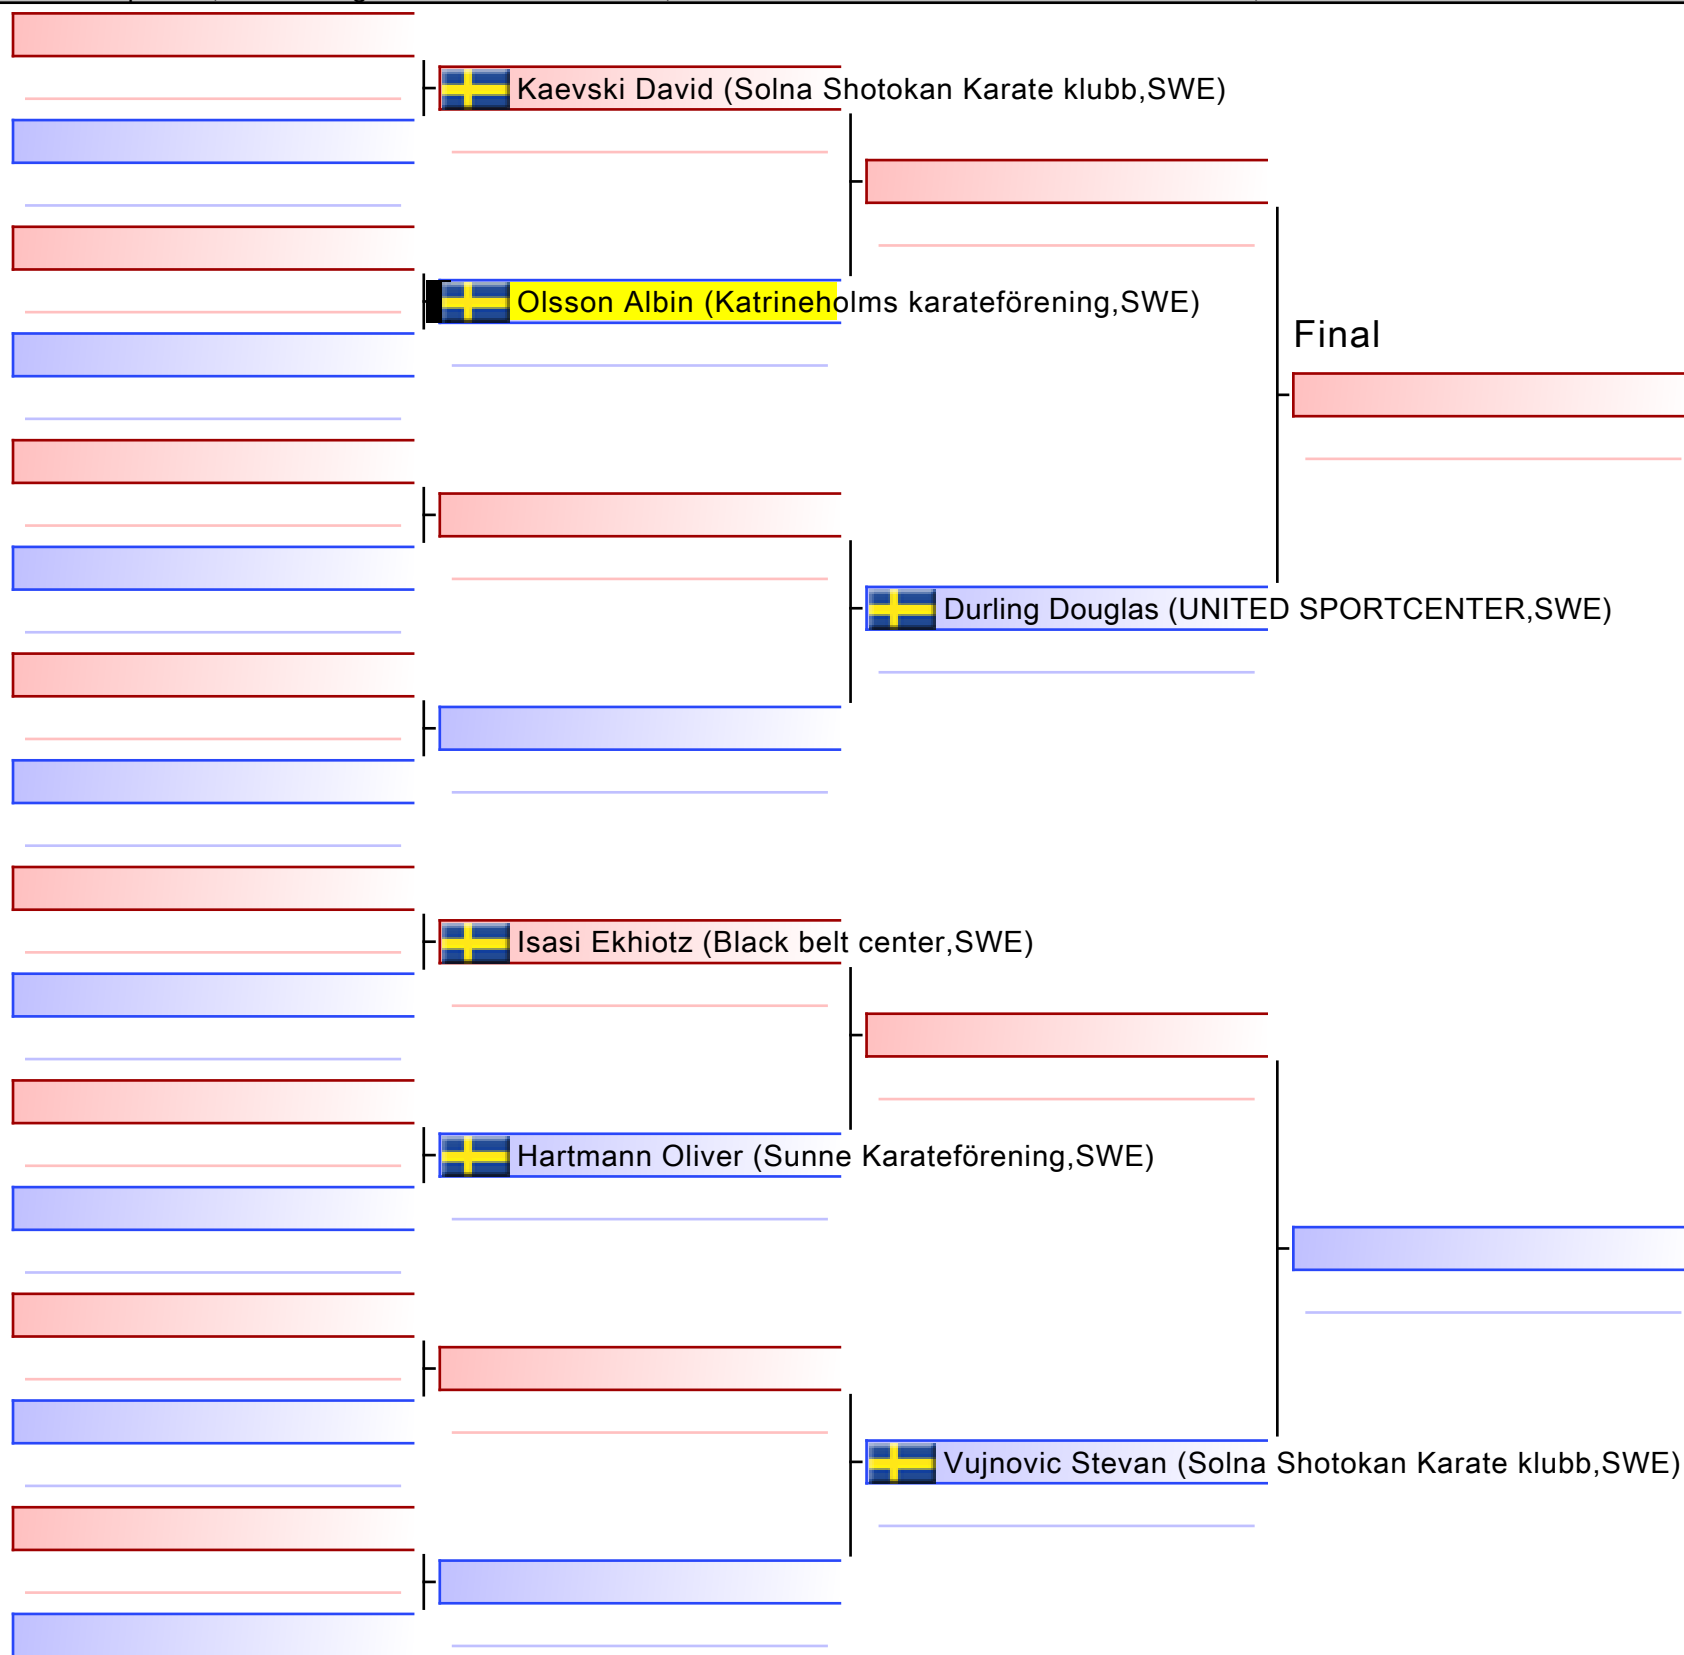 Kaevski David (Solna Shotokan Karate klubb,SWE)
Olsson Albin (Katrineholms karateförening,SWE)
Final
Durling Douglas (UNITED SPORTCENTER,SWE)
Isasi Ekhiotz (Black belt center,SWE)
Hartmann Oliver (Sunne Karateförening,SWE)
Vujnovic Stevan (Solna Shotokan Karate klubb,SWE)